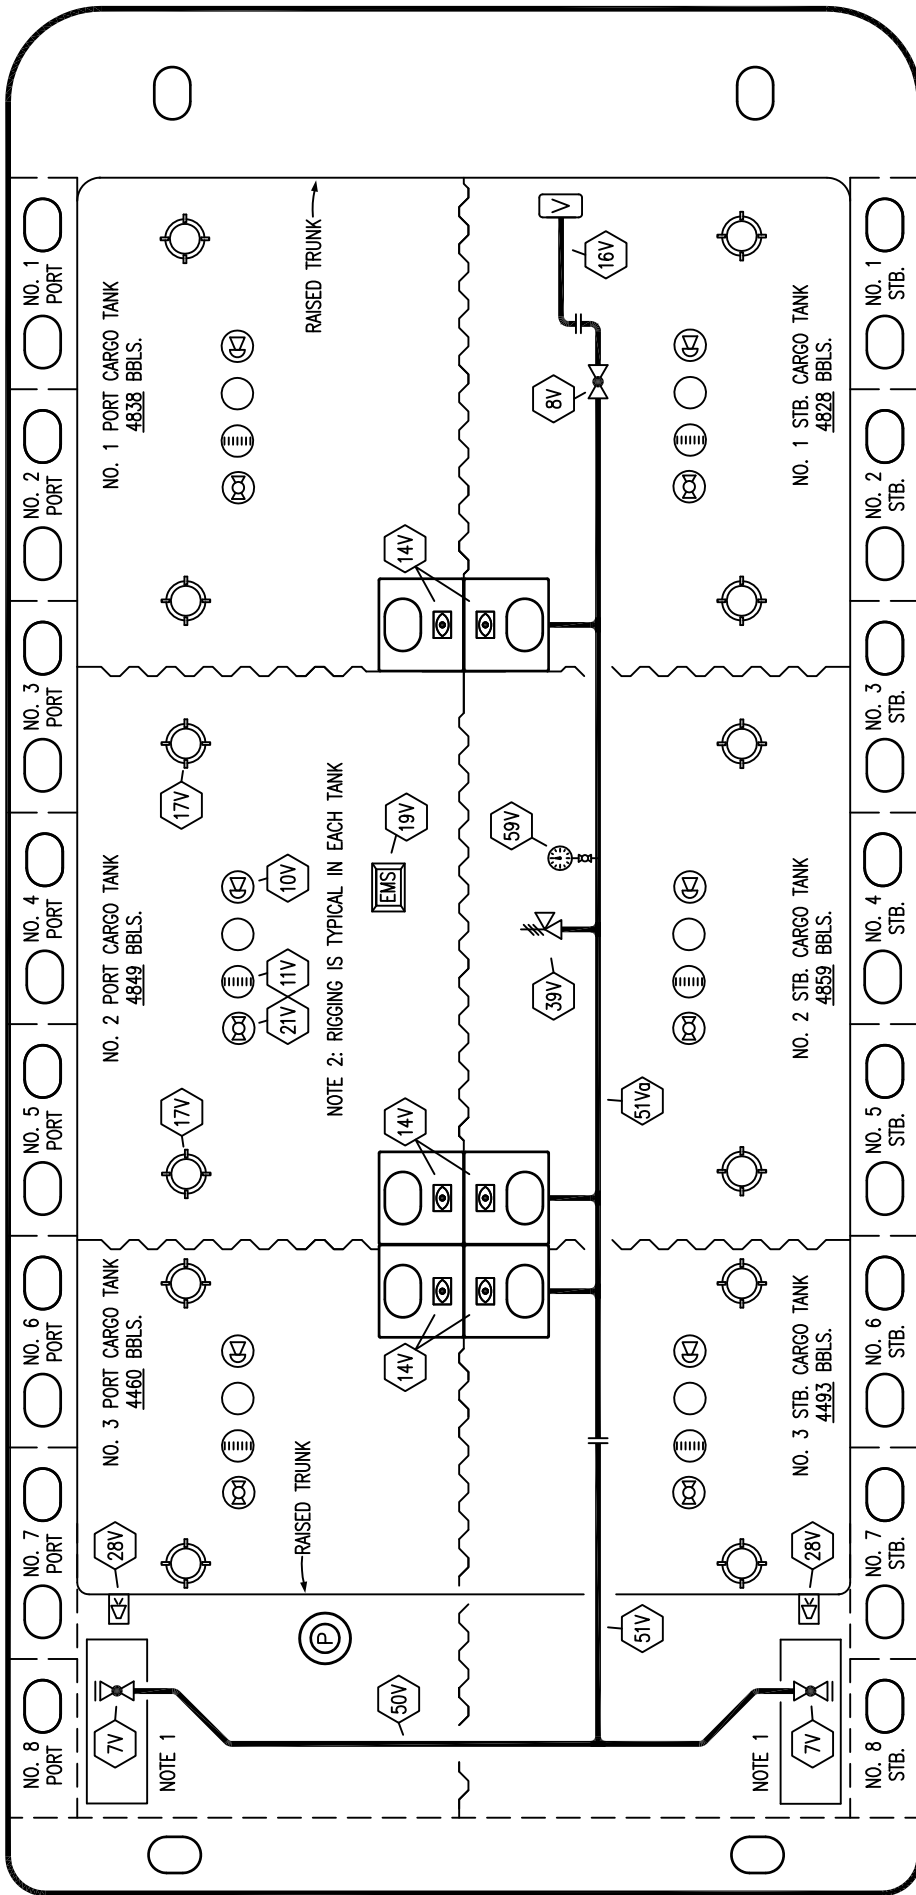 NO. 8
PORT
NO. 7
PORT
NO. 6
PORT
NO. 5
PORT
NO. 4
PORT
NO. 3
PORT
NO. 2
PORT
NO. 1
PORT
7V
NOTE 1
28V
NO. 3 PORT CARGO TANK
4460 BBLS.
NO. 2 PORT CARGO TANK
4849 BBLS.
NO. 1 PORT CARGO TANK
4838 BBLS.
17V
17V
21V
11V
10V
P
RAISED TRUNK
RAISED TRUNK
NOTE 2: RIGGING IS TYPICAL IN EACH TANK
50V
14V
14V
EMSI
19V
14V
39V
59V
8V
16V
V
51V
51Va
NOTE 1
7V
28V
NO. 3 STB. CARGO TANK
4493 BBLS.
NO. 2 STB. CARGO TANK
4859 BBLS.
NO. 1 STB. CARGO TANK
4828 BBLS.
NO. 8
STB.
NO. 7
STB.
NO. 6
STB.
NO. 5
STB.
NO. 4
STB.
NO. 3
STB.
NO. 2
STB.
NO. 1
STB.